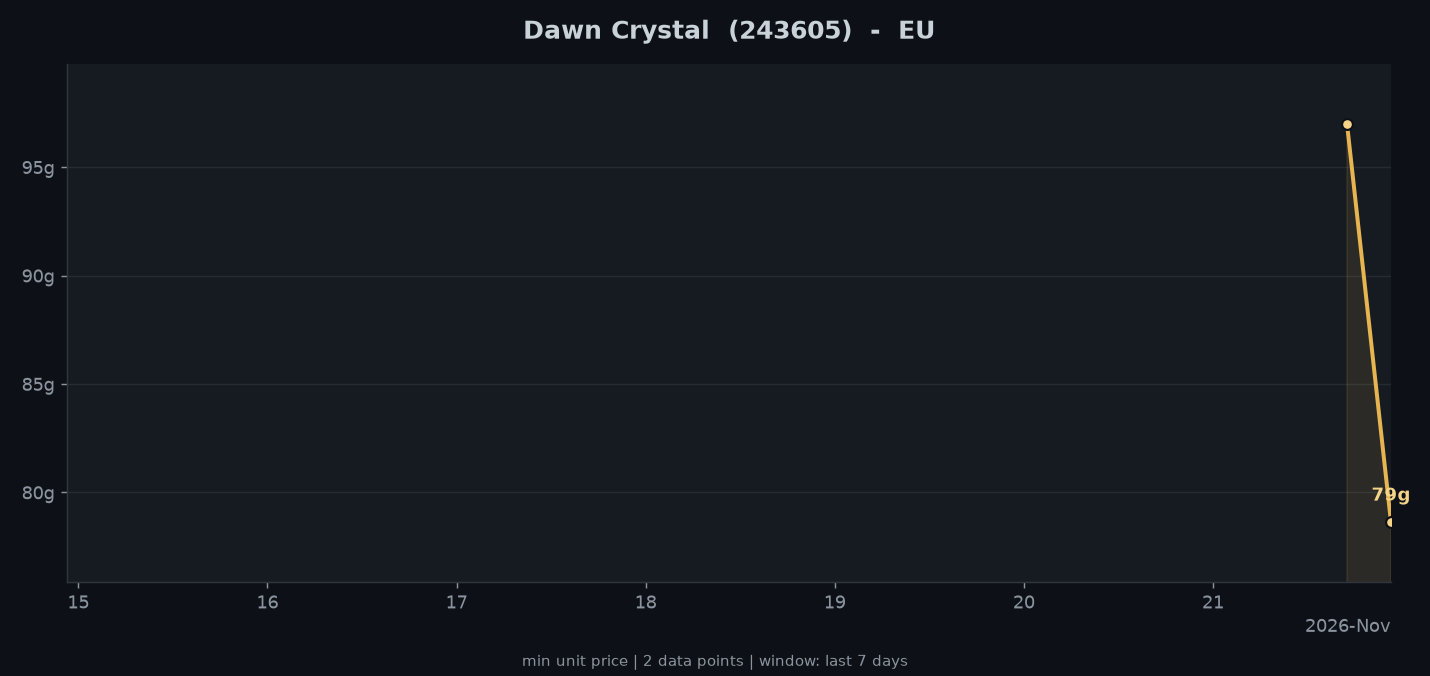 Dawn Crystal (243605) - EU
95g
90g
85g
80g
79g
15 16 17 18 19 20 21
2026-Nov
min unit price | 2 data points | window: last 7 days